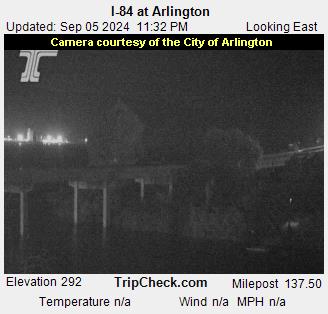 I-84 at Arlington
Updated: Sep 05 2024 11:32 PM Looking East
Camera courtesy of the City of Arlington
Elevation 292 TripCheck.com Milepost 137.50
Temperature n/a Wind n/a MPH n/a